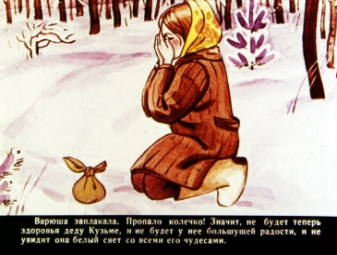 Варюша заплакала. Пропало колечко! Значит, не будет теперь
здоровья деду Кузьме, и не будет у нее большущей радости, и не
увидит она белый свет со всеми его чудесами.